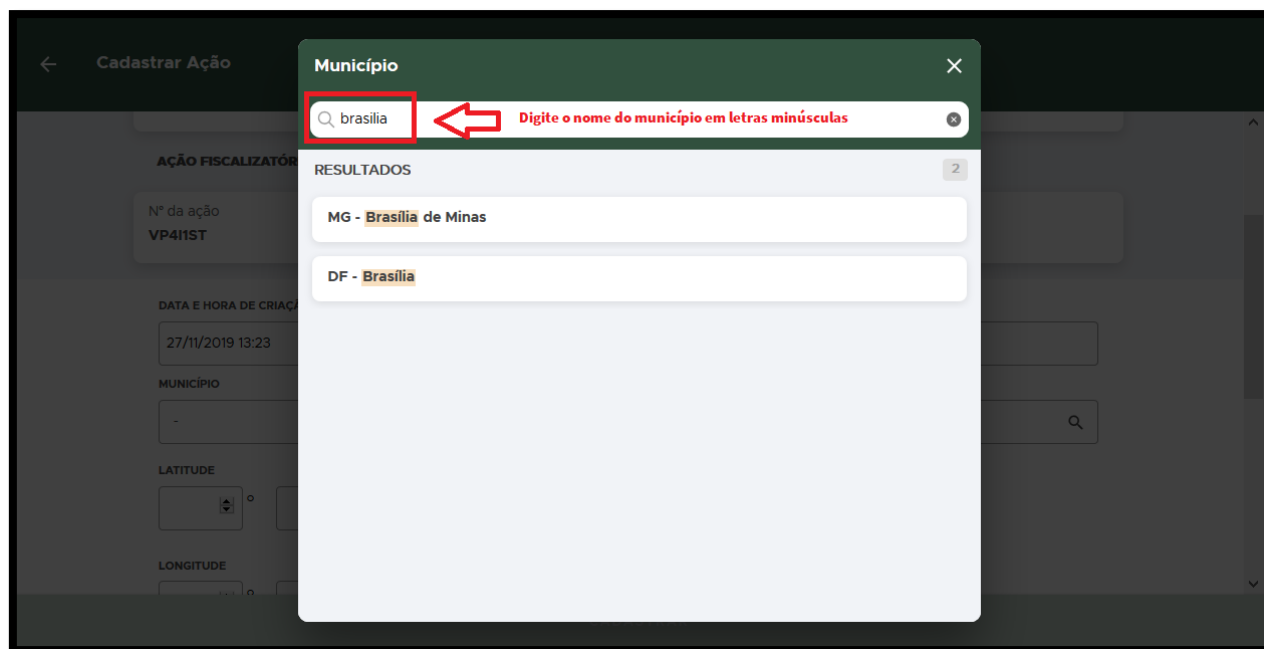 Cadastrar Ação
Município
brasilia
Digite o nome do município em letras minúsculas
AÇÃO FISCALIZATÓR
RESULTADOS
2
Nº da ação
VP4I1ST
MG - Brasília de Minas
DF - Brasília
DATA E HORA DE CRIAÇÃ
27/11/2019 13:23
MUNICÍPIO
-
LATITUDE
º
LONGITUDE
º